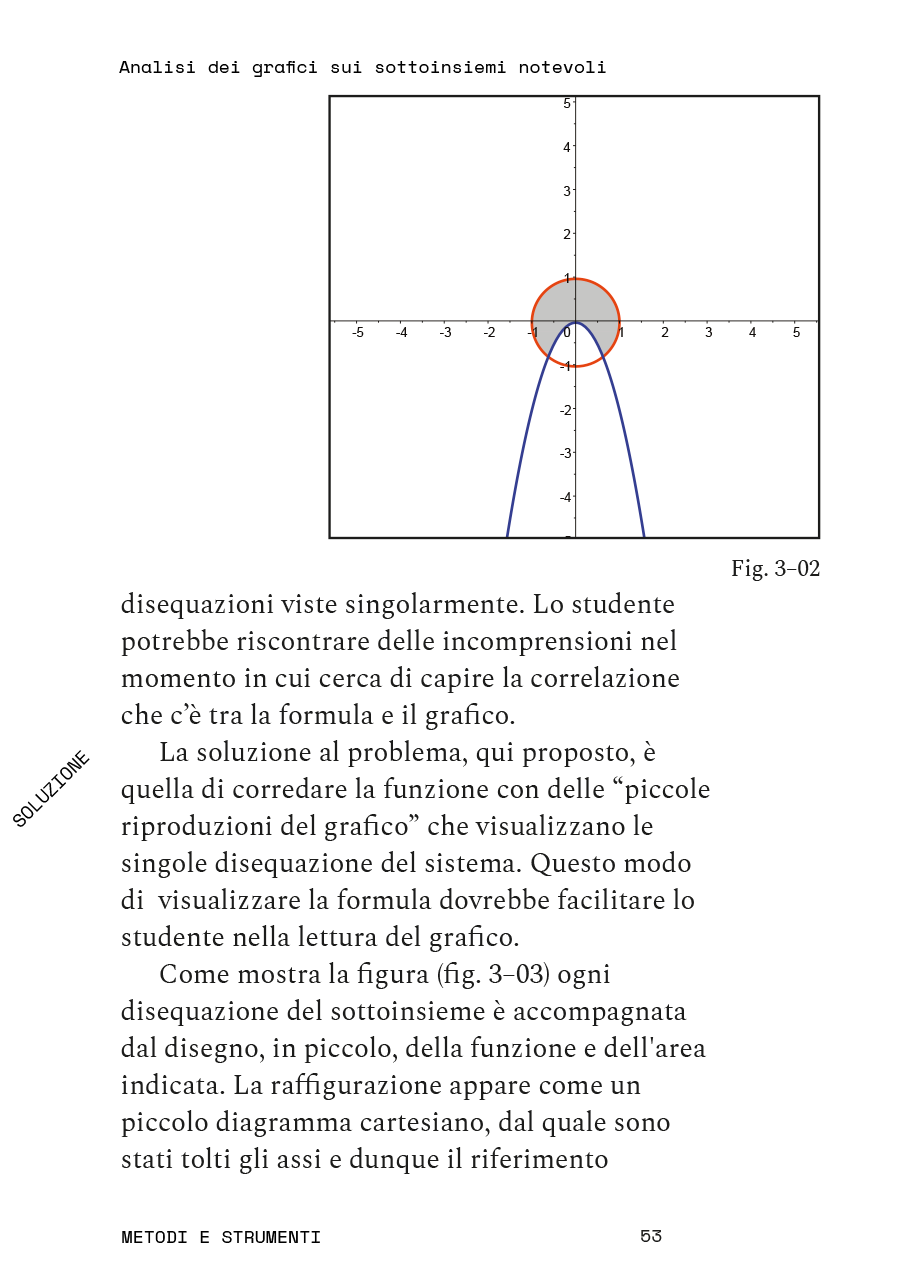 Analisi dei grafici sui sottoinsiemi notevoli
5
4
3
2
1
-5 -4 -3 -2 -1 0 1 2 3 4 5
-1
-2
-3
-4
Fig. 3–02
disequazioni viste singolarmente. Lo studente
potrebbe riscontrare delle incomprensioni nel
momento in cui cerca di capire la correlazione
che c’è tra la formula e il grafico.
La soluzione al problema, qui proposto, è
quella di corredare la funzione con delle “piccole
riproduzioni del grafico” che visualizzano le
singole disequazione del sistema. Questo modo
di  visualizzare la formula dovrebbe facilitare lo
studente nella lettura del grafico.
SOLUZIONE
Come mostra la figura (fig. 3–03) ogni
disequazione del sottoinsieme è accompagnata
dal disegno, in piccolo, della funzione e dell'area
indicata. La raffigurazione appare come un
piccolo diagramma cartesiano, dal quale sono
stati tolti gli assi e dunque il riferimento
METODI E STRUMENTI 53